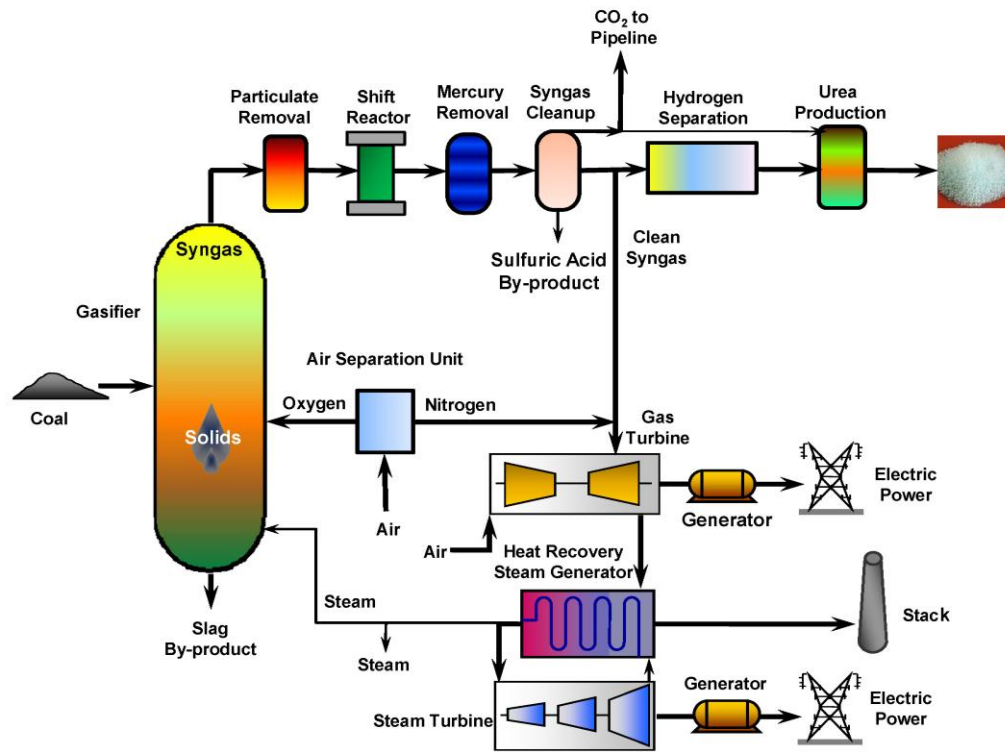 CO₂ to
Pipeline
Particulate
Removal
Shift
Reactor
Mercury
Removal
Syngas
Cleanup
Hydrogen
Separation
Urea
Production
Syngas
Clean
Syngas
Sulfuric Acid
By-product
Gasifier
Air Separation Unit
Coal
Oxygen
Nitrogen
Solids
Gas
Turbine
Electric
Power
Generator
Air
Air
Heat Recovery
Steam Generator
Steam
Stack
Slag
By-product
Steam
Generator
Steam Turbine
Electric
Power